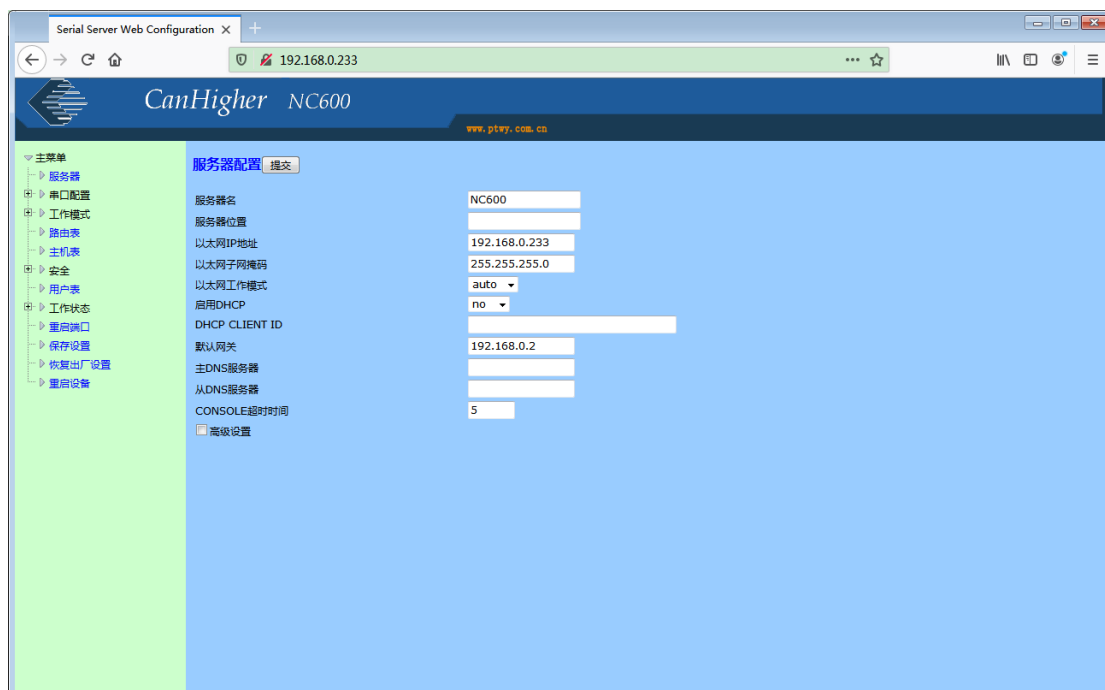 Serial Server Web Configuration
192.168.0.233
CanHigher NC600
www.ptwy.com.cn
主菜单
服务器
串口配置
工作模式
路由表
主机表
安全
用户表
工作状态
重启端口
保存设置
恢复出厂设置
重启设备
服务器配置 提交
服务器名 NC600
服务器位置
以太网IP地址 192.168.0.233
以太网子网掩码 255.255.255.0
以太网工作模式 auto
启用DHCP no
DHCP CLIENT ID
默认网关 192.168.0.2
主DNS服务器
从DNS服务器
CONSOLE超时时间 5
高级设置